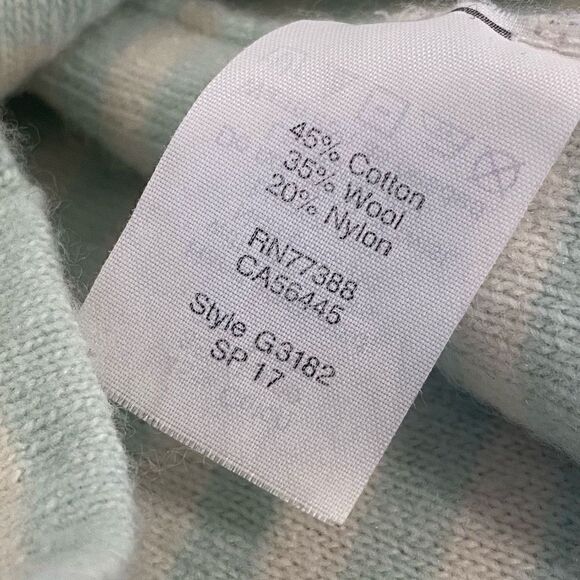 45% Cotton
35% Wool
20% Nylon
RN77388
CA56445
Style G3182
SP 17